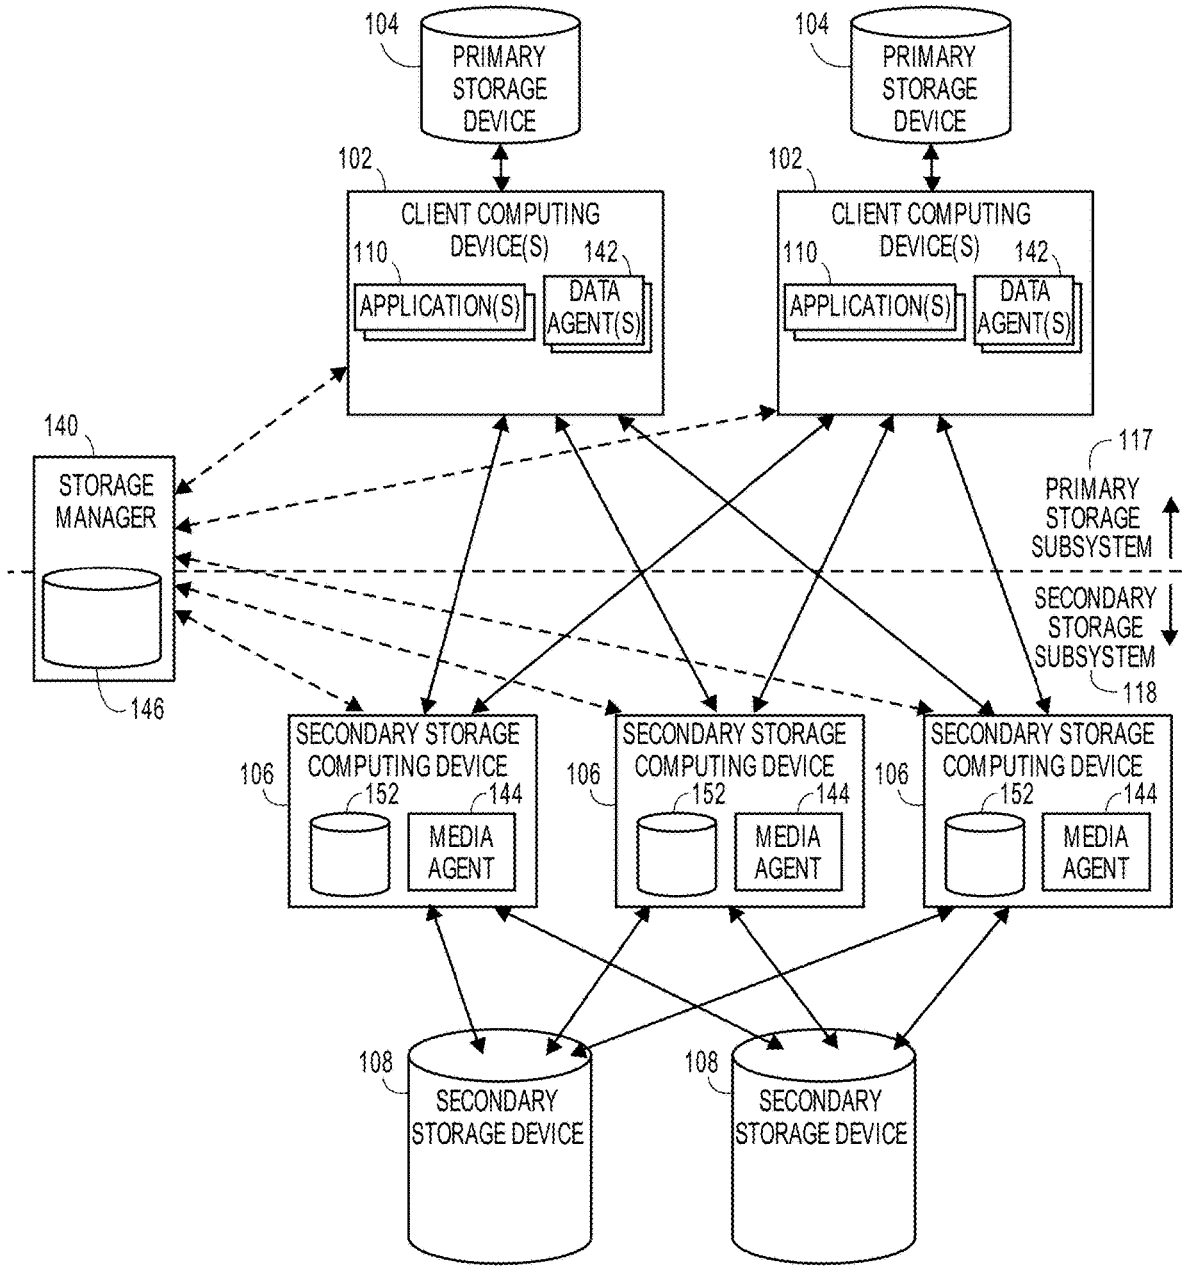 104
PRIMARY
STORAGE
DEVICE
104
PRIMARY
STORAGE
DEVICE
102
CLIENT COMPUTING
DEVICE(S)
110
142
APPLICATION(S)
DATA
AGENT(S)
102
CLIENT COMPUTING
DEVICE(S)
110
142
APPLICATION(S)
DATA
AGENT(S)
140
STORAGE
MANAGER
146
117
PRIMARY
STORAGE
SUBSYSTEM
SECONDARY
STORAGE
SUBSYSTEM
118
106
SECONDARY STORAGE
COMPUTING DEVICE
152
144
MEDIA
AGENT
106
SECONDARY STORAGE
COMPUTING DEVICE
152
144
MEDIA
AGENT
106
SECONDARY STORAGE
COMPUTING DEVICE
152
144
MEDIA
AGENT
108
SECONDARY
STORAGE DEVICE
108
SECONDARY
STORAGE DEVICE